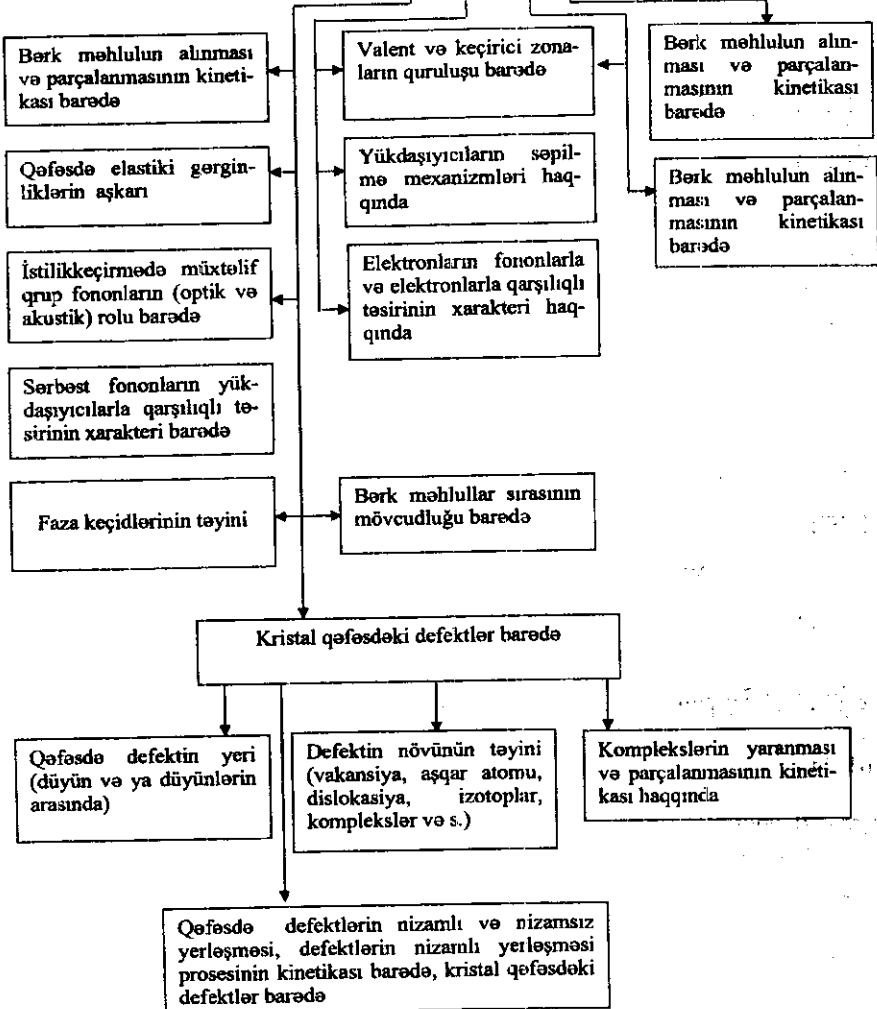 Bərk məhlulun alınması
və parçalanmasının kineti-
kası barədə
Valent və keçirici zona-
ların quruluşu barədə
Bərk məhlulun alın-
ması və parçalan-
masının kinetikası
barədə
Qəfəsdə elastiki gərgin-
liklərin aşkarı
Yükdaşıyıcıların səpil-
mə mexanizmləri haq-
qında
Bərk məhlulun alın-
ması və parçalan-
masının kinetikası
barədə
İstilikkeçirmədə müxtəlif
qrup fononların (optik və
akustik) rolu barədə
Elektronların fononlarla
və elektronlarla qarşılıqlı
təsirinin xarakteri haq-
qında
Sərbəst fononların yük-
daşıyıcılarla qarşılıqlı tə-
sirinin xarakteri barədə
Faza keçidlərinin təyini
Bərk məhlullar sırasının
mövcudluğu barədə
Kristal qəfəsdəki defektlər barədə
Qəfəsdə defektin yeri
(düyün və ya düyünlərin
arasında)
Defektin növünün təyini
(vakansiya, aşqar atomu,
dislokasiya, izotoplar,
komplekslər və s.)
Komplekslərin yaranması
və parçalanmasının kineti-
kası haqqında
Qəfəsdə defektlərin nizamlı və nizamsız
yerləşməsi, defektlərin nizamlı yerləşməsi
prosesinin kinetikası barədə, kristal qəfəsdəki
defektlər barədə